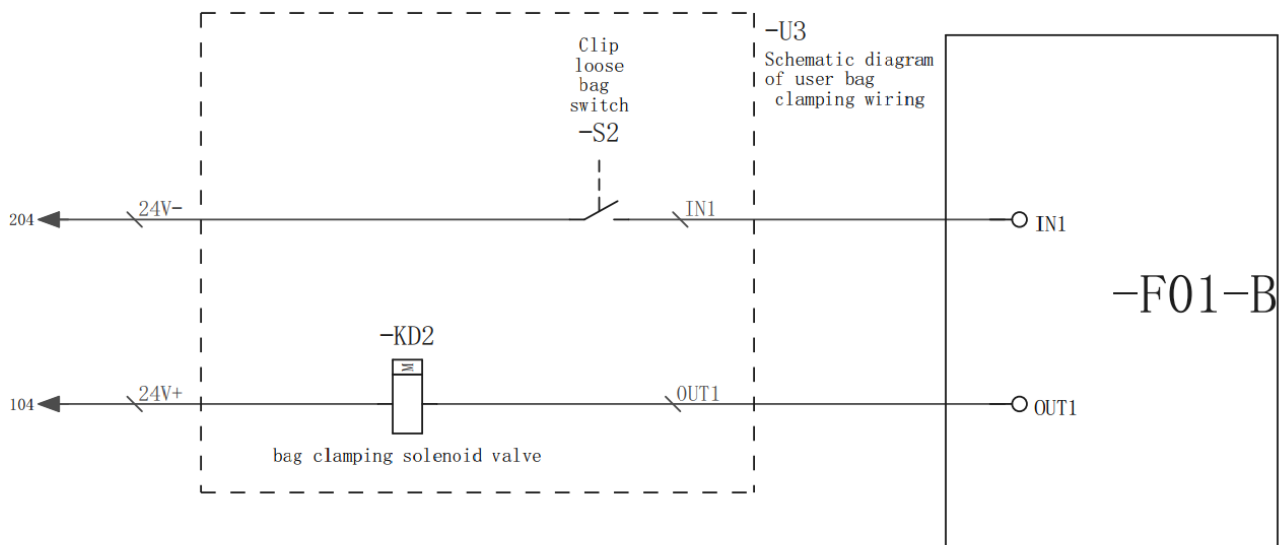 -U3
Clip
loose
bag
switch
-S2
Schematic diagram
of user bag
clamping wiring
204
24V-
IN1
IN1
-F01-B
-KD2
M
104
24V+
OUT1
OUT1
bag clamping solenoid valve